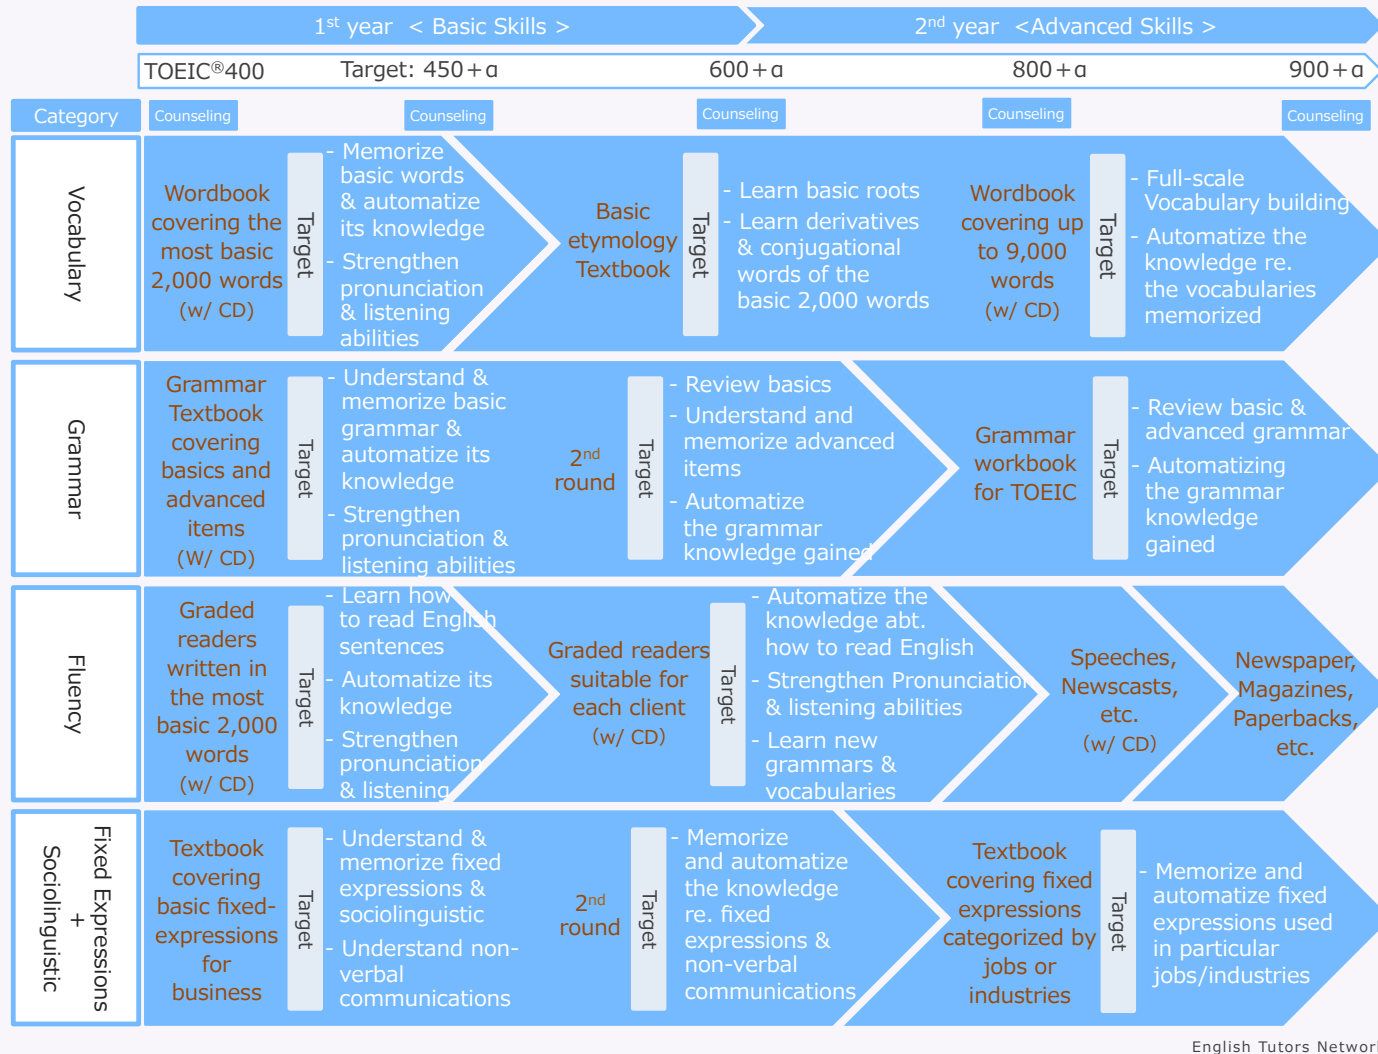 1st year < Basic Skills >
2nd year <Advanced Skills >
TOEIC®400
Target: 450+α
600+α
800+α
900+α
Category
Counseling
Counseling
Counseling
Counseling
Counseling
Vocabulary
Wordbook
covering the
most basic
2,000 words
(w/ CD)
Target
- Memorize
basic words
& automatize
its knowledge
- Strengthen
pronunciation
& listening
abilities
Basic
etymology
Textbook
Target
- Learn basic roots
- Learn derivatives
& conjugational
words of the
basic 2,000 words
Wordbook
covering up
to 9,000
words
(w/ CD)
Target
- Full-scale
Vocabulary building
- Automatize the
knowledge re.
the vocabularies
memorized
Grammar
Grammar
Textbook
covering
basics and
advanced
items
(W/ CD)
Target
- Understand &
memorize basic
grammar &
automatize its
knowledge
- Strengthen
pronunciation &
listening abilities
2nd
round
Target
- Review basics
- Understand and
memorize advanced
items
- Automatize
the grammar
knowledge gained
Grammar
workbook
for TOEIC
Target
- Review basic &
advanced grammar
- Automatizing
the grammar
knowledge
gained
Fluency
Graded
readers
written in
the most
basic 2,000
words
(w/ CD)
Target
- Learn how
to read English
sentences
- Automatize its
knowledge
- Strengthen
pronunciation
& listening
Graded readers
suitable for
each client
(w/ CD)
Target
- Automatize the
knowledge abt.
how to read English
- Strengthen Pronunciation
& listening abilities
- Learn new
grammars &
vocabularies
Speeches,
Newscasts,
etc.
(w/ CD)
Newspaper,
Magazines,
Paperbacks,
etc.
Fixed Expressions
+
Sociolinguistic
Textbook
covering
basic fixed-
expressions
for
business
Target
- Understand &
memorize fixed
expressions &
sociolinguistic
- Understand non-
verbal
communications
2nd
round
Target
- Memorize
and automatize
the knowledge
re. fixed
expressions &
non-verbal
communications
Textbook
covering fixed
expressions
categorized by
jobs or
industries
Target
- Memorize and
automatize fixed
expressions used
in particular
jobs/industries
English Tutors Network